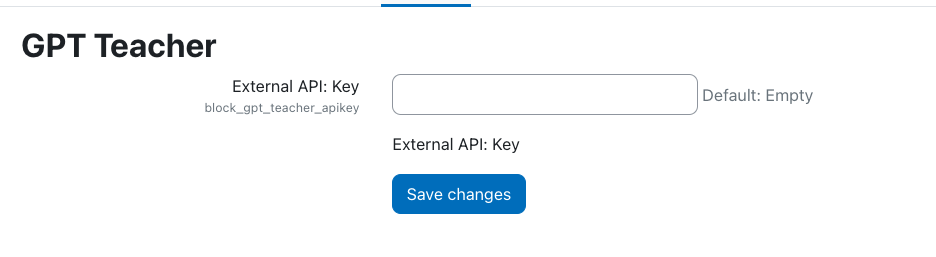 GPT Teacher
External API: Key
block_gpt_teacher_apikey
Default: Empty
External API: Key
Save changes